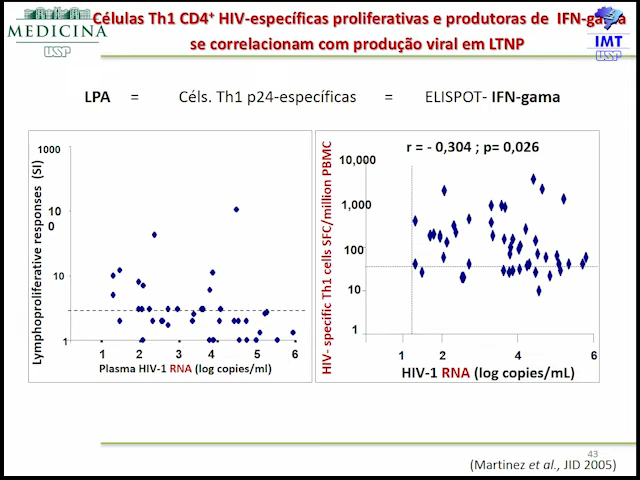 Células Th1 CD4+ HIV-específicas proliferativas e produtoras de IFN-gama
se correlacionam com produção viral em LTNP
MEDICINA
USP
IMT
USP
LPA = Céls. Th1 p24-específicas = ELISPOT- IFN-gama
Lymphoproliferative responses (SI)
1000
10
0
10
1
1 2 3 4 5 6
Plasma HIV-1 RNA (log copies/ml)
HIV- specific Th1 cells SFC/million PBMC
r = - 0,304 ; p= 0,026
10,000
1,000
100
10
1
1 2 4 6
HIV-1 RNA (log copies/mL)
43
(Martinez et al., JID 2005)